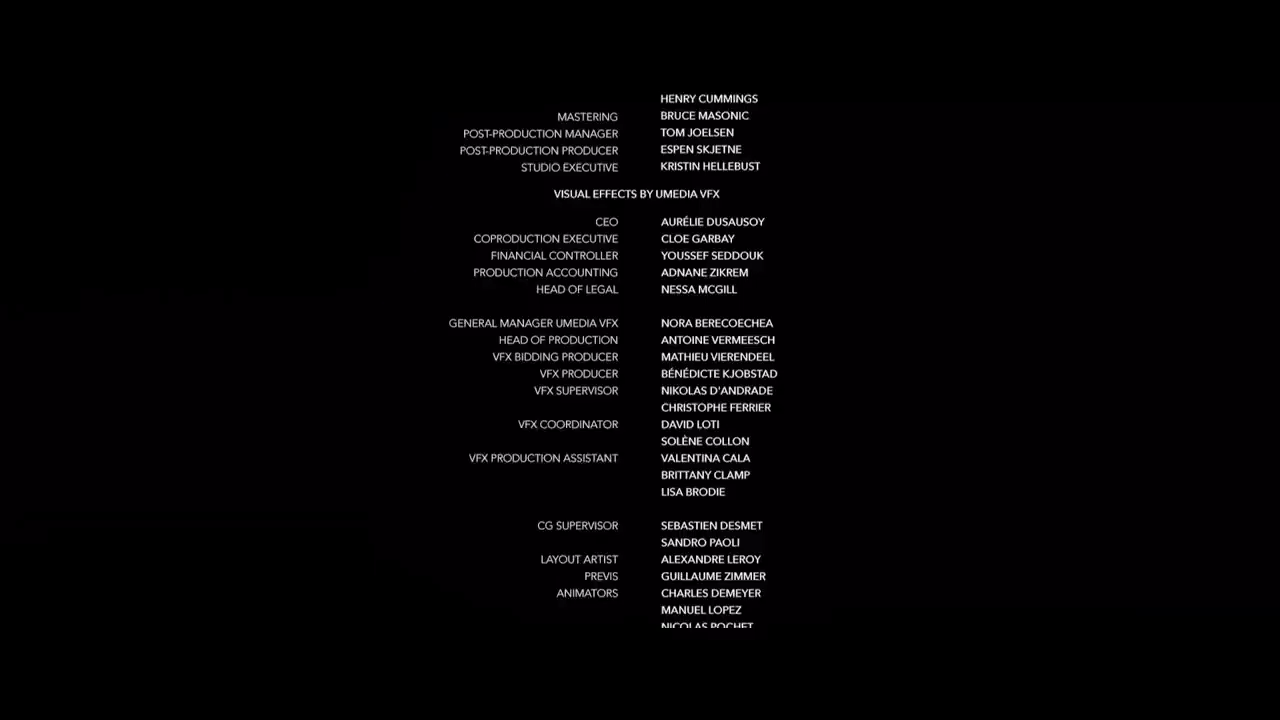 HENRY CUMMINGS
MASTERING BRUCE MASONIC
POST-PRODUCTION MANAGER TOM JOELSEN
POST-PRODUCTION PRODUCER ESPEN SKJETNE
STUDIO EXECUTIVE KRISTIN HELLEBUST
VISUAL EFFECTS BY UMEDIA VFX
CEO AURÉLIE DUSAUSOY
COPRODUCTION EXECUTIVE CLOE GARBAY
FINANCIAL CONTROLLER YOUSSEF SEDDOUK
PRODUCTION ACCOUNTING ADNANE ZIKREM
HEAD OF LEGAL NESSA MCGILL
GENERAL MANAGER UMEDIA VFX NORA BERECOECHEA
HEAD OF PRODUCTION ANTOINE VERMEESCH
VFX BIDDING PRODUCER MATHIEU VIERENDEEL
VFX PRODUCER BÉNÉDICTE KJOBSTAD
VFX SUPERVISOR NIKOLAS D'ANDRADE
CHRISTOPHE FERRIER
VFX COORDINATOR DAVID LOTI
SOLÈNE COLLON
VFX PRODUCTION ASSISTANT VALENTINA CALA
BRITTANY CLAMP
LISA BRODIE
CG SUPERVISOR SEBASTIEN DESMET
SANDRO PAOLI
LAYOUT ARTIST ALEXANDRE LEROY
PREVIS GUILLAUME ZIMMER
ANIMATORS CHARLES DEMEYER
MANUEL LOPEZ
NICOLAS POCHET